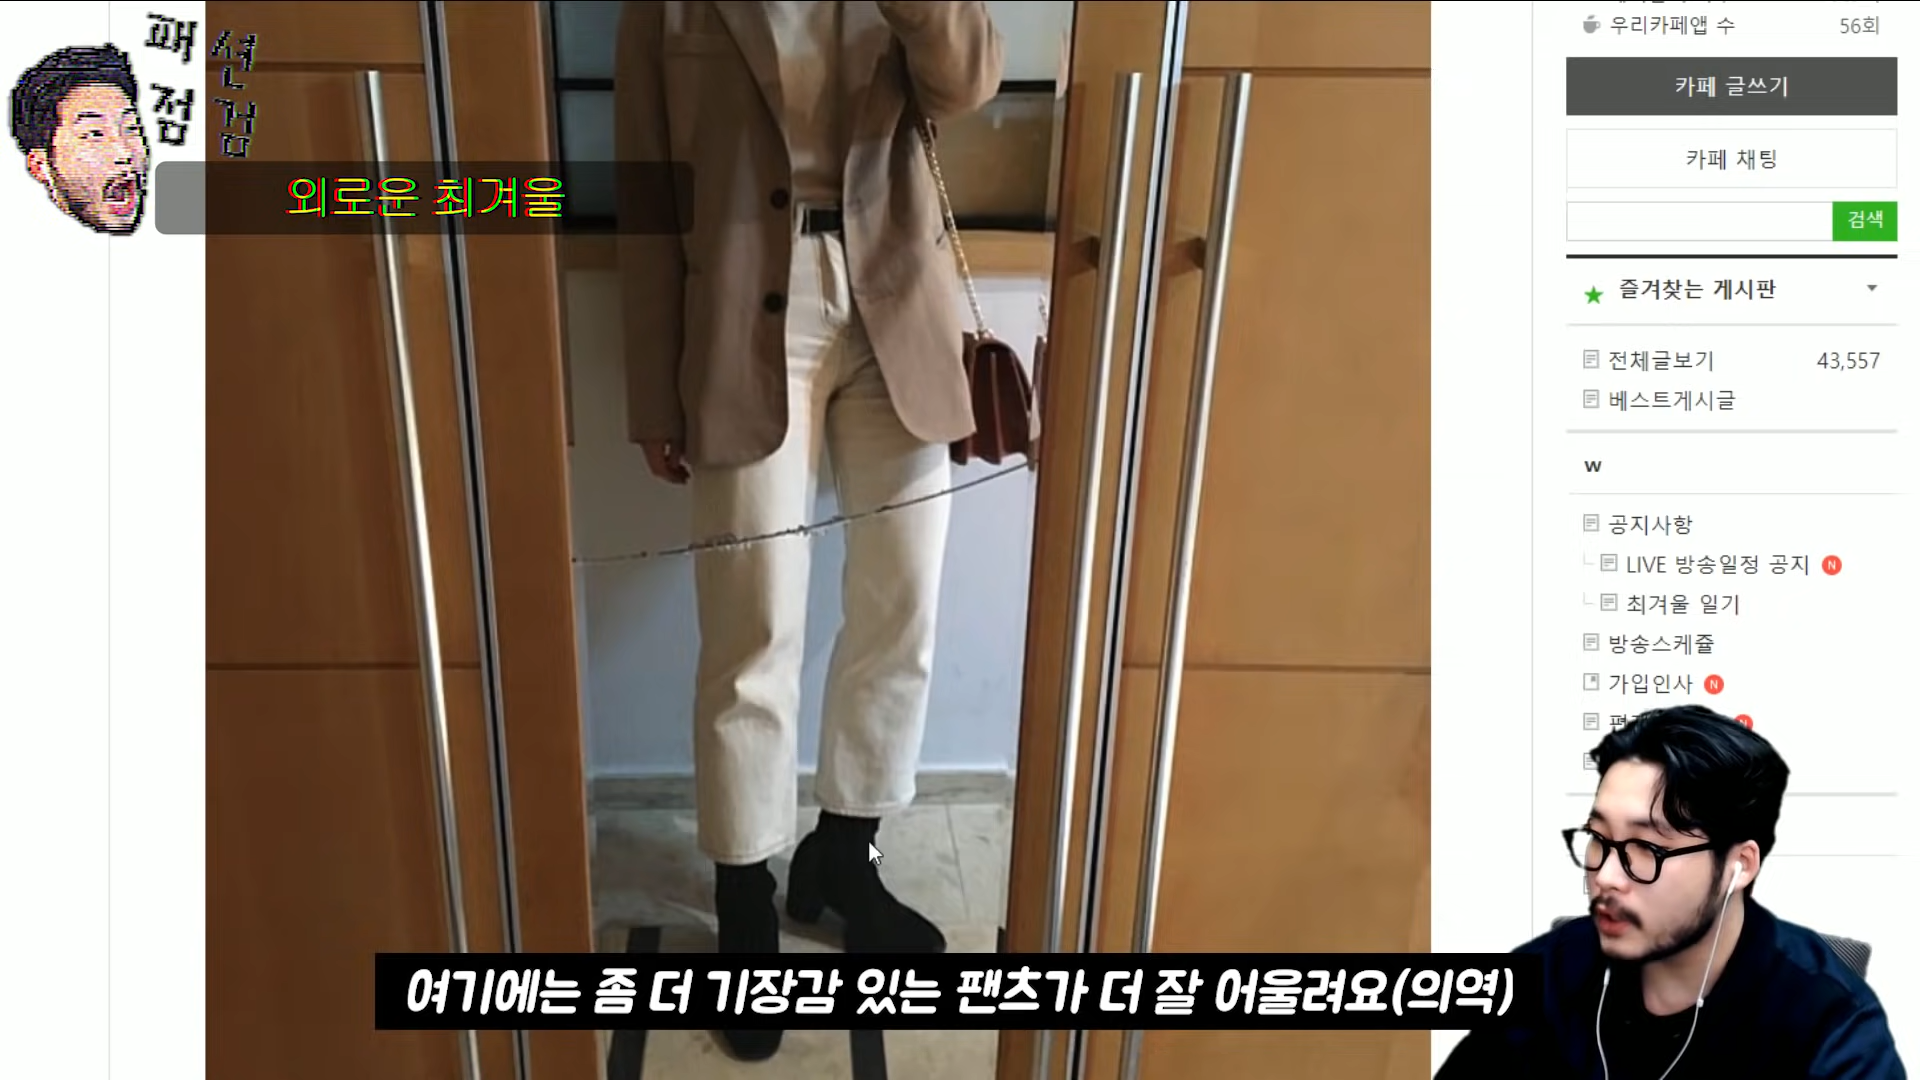 패션
점검
외로운 최겨울
우리카페앱 수 56회
카페 글쓰기
카페 채팅
검색
즐겨찾는 게시판
전체글보기 43,557
베스트게시글
w
공지사항
LIVE 방송일정 공지 N
최겨울 일기
방송스케쥴
가입인사 N
여기에는 좀 더 기장감 있는 팬츠가 더 잘 어울려요(의역)